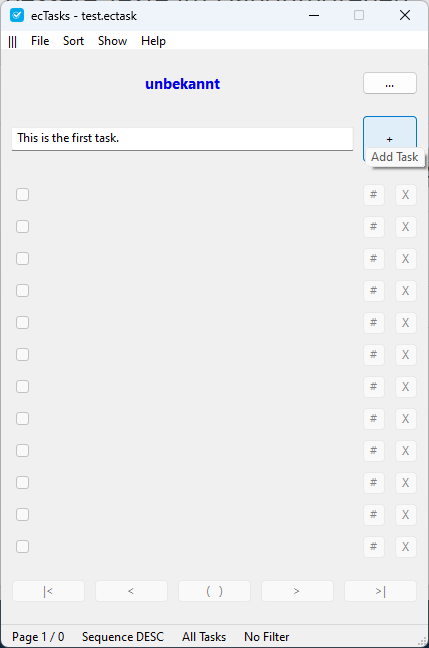 ecTasks - test.ectask
||| File Sort Show Help
unbekannt ...
This is the first task. +
Add Task
# X
# X
# X
# X
# X
# X
# X
# X
# X
# X
# X
# X
|< < ( ) > >|
Page 1 / 0 Sequence DESC All Tasks No Filter